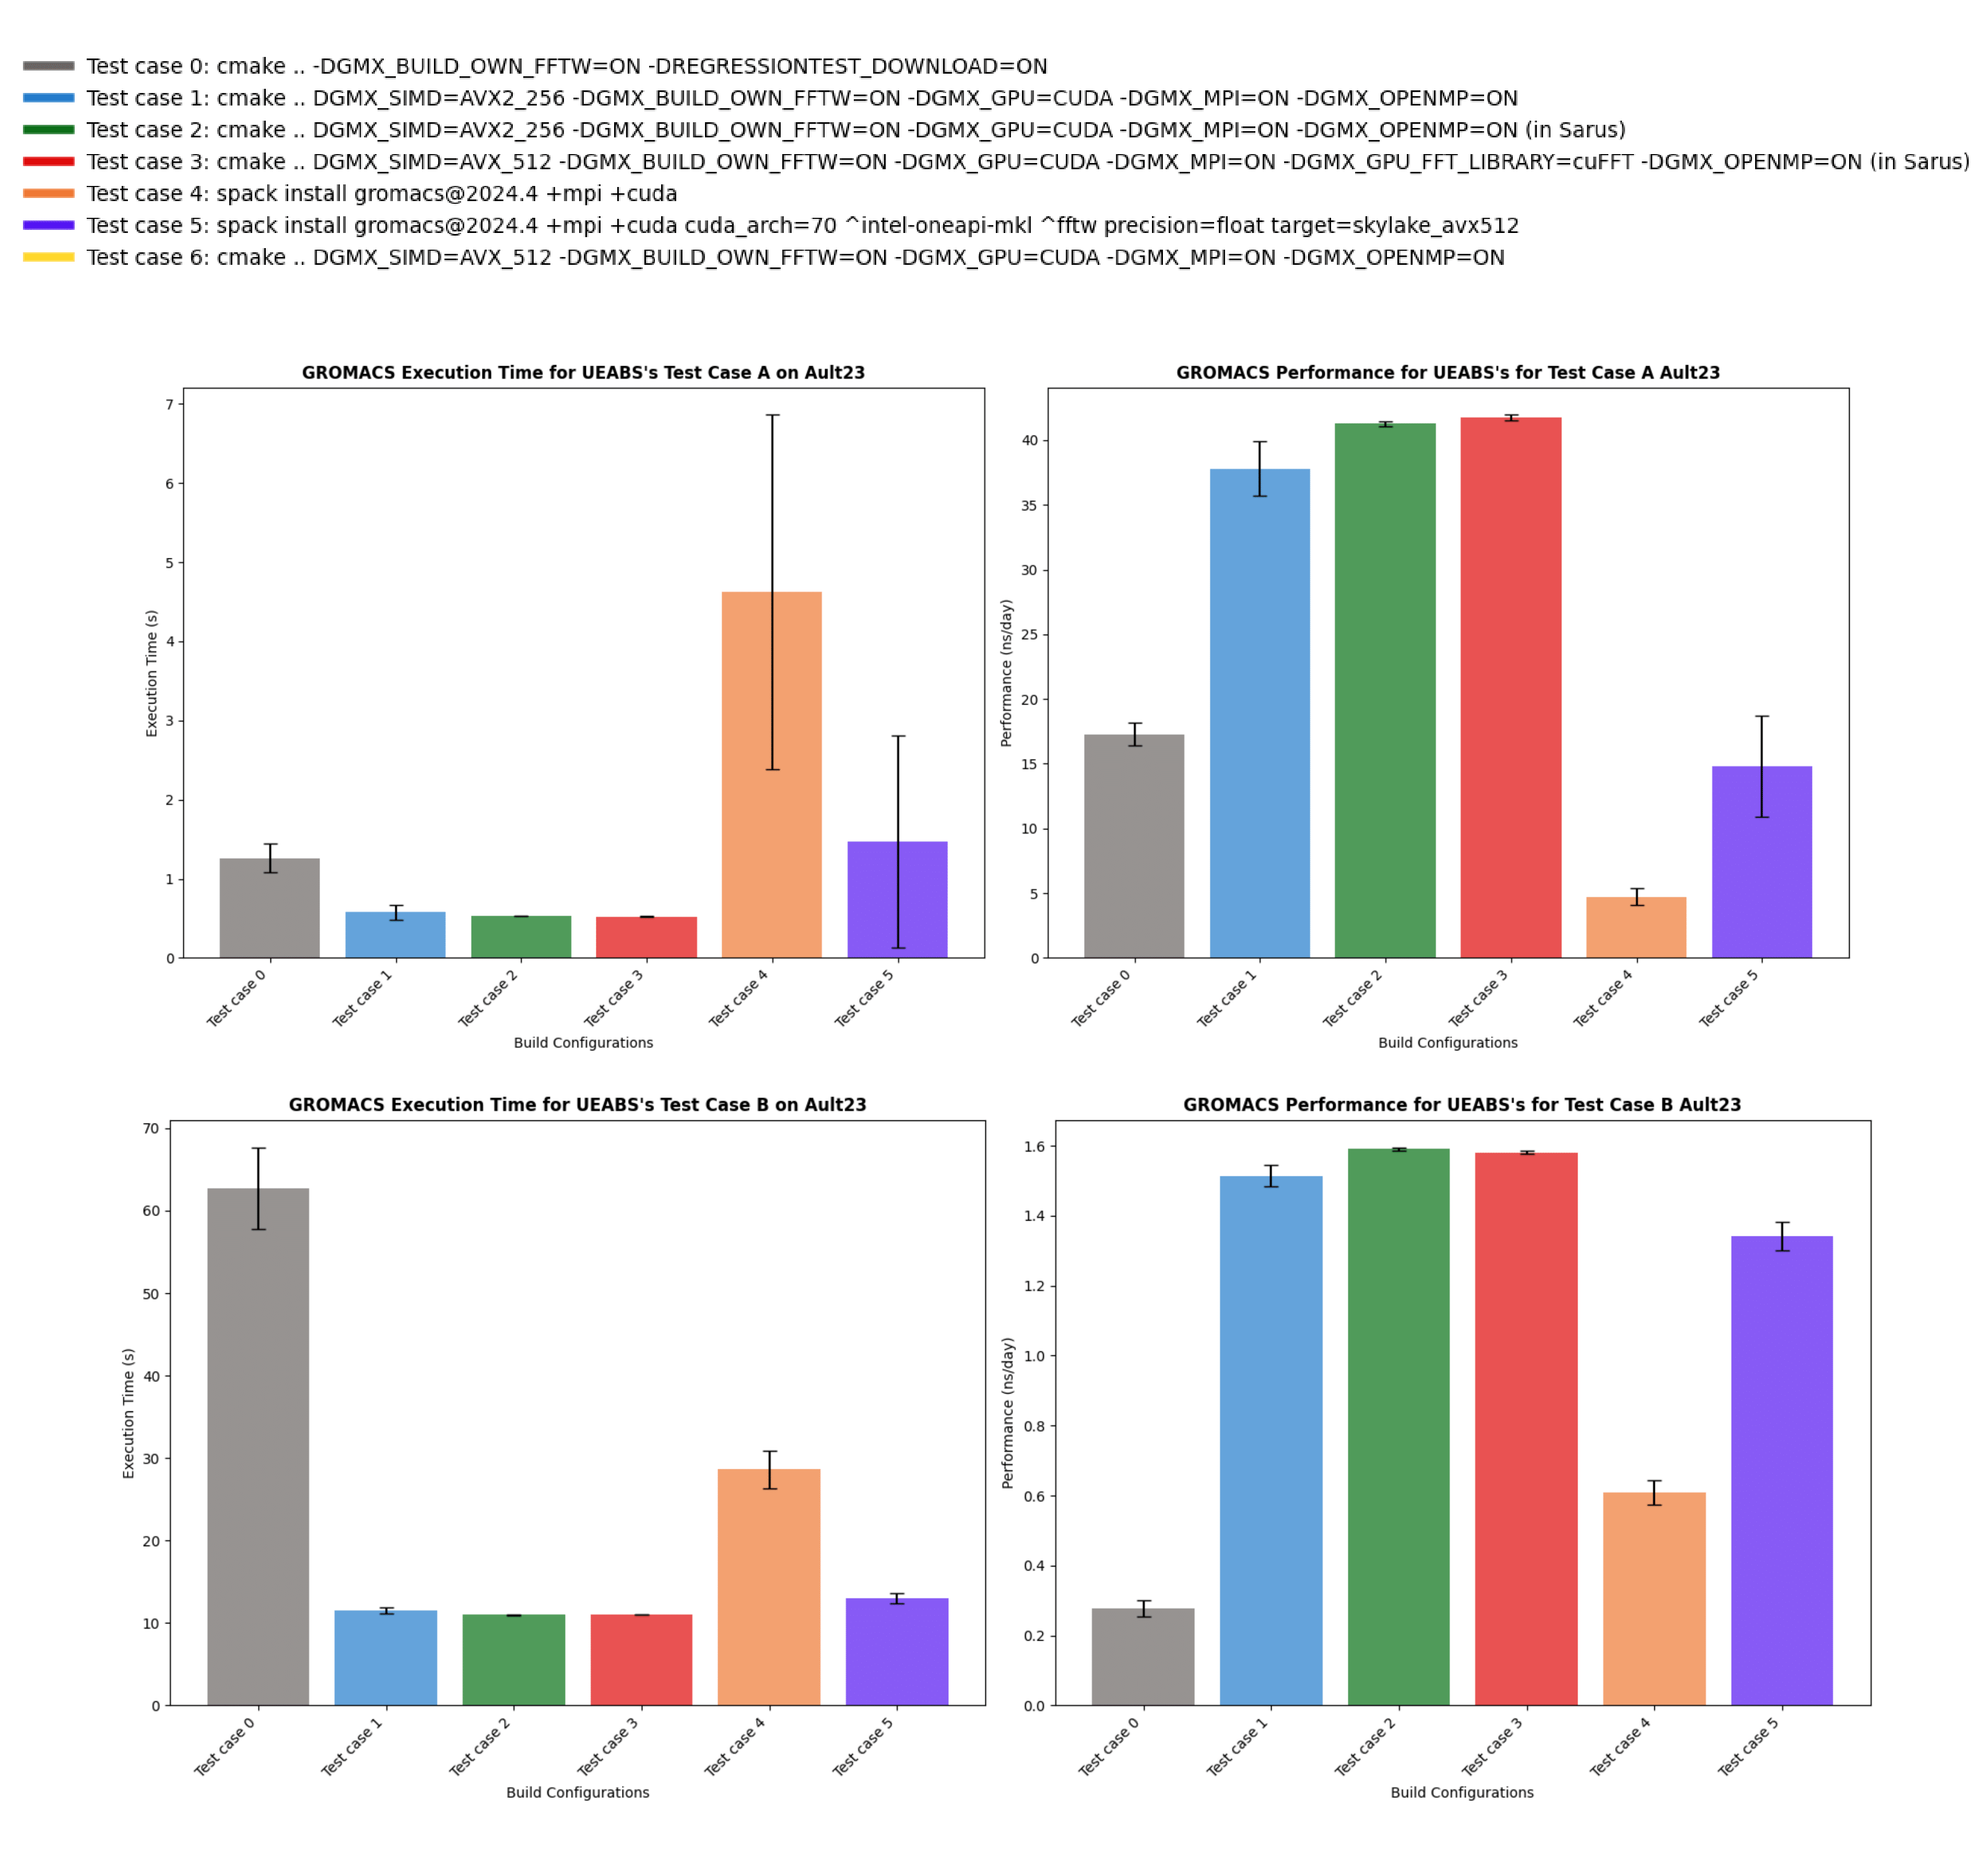 Test case 0: cmake .. -DGMX_BUILD_OWN_FFTW=ON -DREGRESSIONTEST_DOWNLOAD=ON
Test case 1: cmake .. DGMX_SIMD=AVX2_256 -DGMX_BUILD_OWN_FFTW=ON -DGMX_GPU=CUDA -DGMX_MPI=ON -DGMX_OPENMP=ON
Test case 2: cmake .. DGMX_SIMD=AVX2_256 -DGMX_BUILD_OWN_FFTW=ON -DGMX_GPU=CUDA -DGMX_MPI=ON -DGMX_OPENMP=ON (in Sarus)
Test case 3: cmake .. DGMX_SIMD=AVX_512 -DGMX_BUILD_OWN_FFTW=ON -DGMX_GPU=CUDA -DGMX_MPI=ON -DGMX_GPU_FFT_LIBRARY=cuFFT -DGMX_OPENMP=ON (in Sarus)
Test case 4: spack install gromacs@2024.4 +mpi +cuda
Test case 5: spack install gromacs@2024.4 +mpi +cuda cuda_arch=70 ^intel-oneapi-mkl ^fftw precision=float target=skylake_avx512
Test case 6: cmake .. DGMX_SIMD=AVX_512 -DGMX_BUILD_OWN_FFTW=ON -DGMX_GPU=CUDA -DGMX_MPI=ON -DGMX_OPENMP=ON
GROMACS Execution Time for UEABS's Test Case A on Ault23
7
6
5
4
3
2
1
0
Execution Time (s)
Test case 0
Test case 1
Test case 2
Test case 3
Test case 4
Test case 5
Build Configurations
GROMACS Performance for UEABS's for Test Case A Ault23
40
35
30
25
20
15
10
5
0
Performance (ns/day)
Test case 0
Test case 1
Test case 2
Test case 3
Test case 4
Test case 5
Build Configurations
GROMACS Execution Time for UEABS's Test Case B on Ault23
70
60
50
40
30
20
10
0
Execution Time (s)
Test case 0
Test case 1
Test case 2
Test case 3
Test case 4
Test case 5
Build Configurations
GROMACS Performance for UEABS's for Test Case B Ault23
1.6
1.4
1.2
1.0
0.8
0.6
0.4
0.2
0.0
Performance (ns/day)
Test case 0
Test case 1
Test case 2
Test case 3
Test case 4
Test case 5
Build Configurations